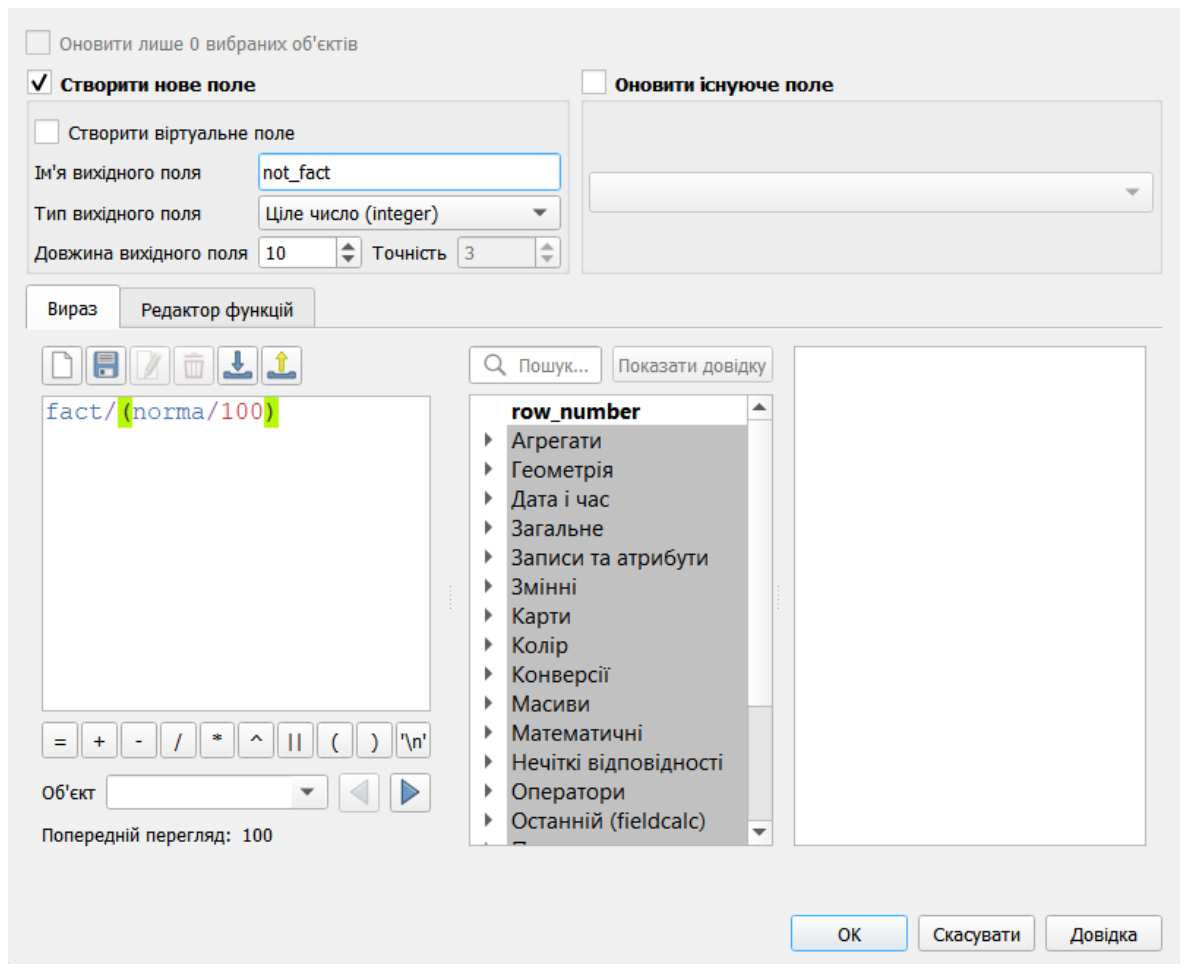 Оновити лише 0 вибраних об'єктів
Створити нове поле
Оновити існуюче поле
Створити віртуальне поле
Ім'я вихідного поля not_fact
Тип вихідного поля Ціле число (integer)
Довжина вихідного поля 10 Точність 3
Вираз Редактор функцій
Пошук... Показати довідку
fact/(norma/100)
row_number
Агрегати
Геометрія
Дата і час
Загальне
Записи та атрибути
Змінні
Карти
Колір
Конверсії
Масиви
Математичні
Нечіткі відповідності
Оператори
Останній (fieldcalc)
= + - / * ^ || ( ) '\n'
Об'єкт
Попередній перегляд: 100
ОК Скасувати Довідка